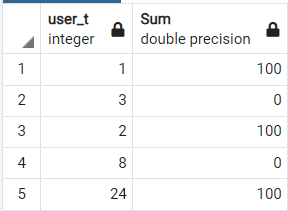 user_t Sum
integer double precision
1 1 100
2 3 0
3 2 100
4 8 0
5 24 100